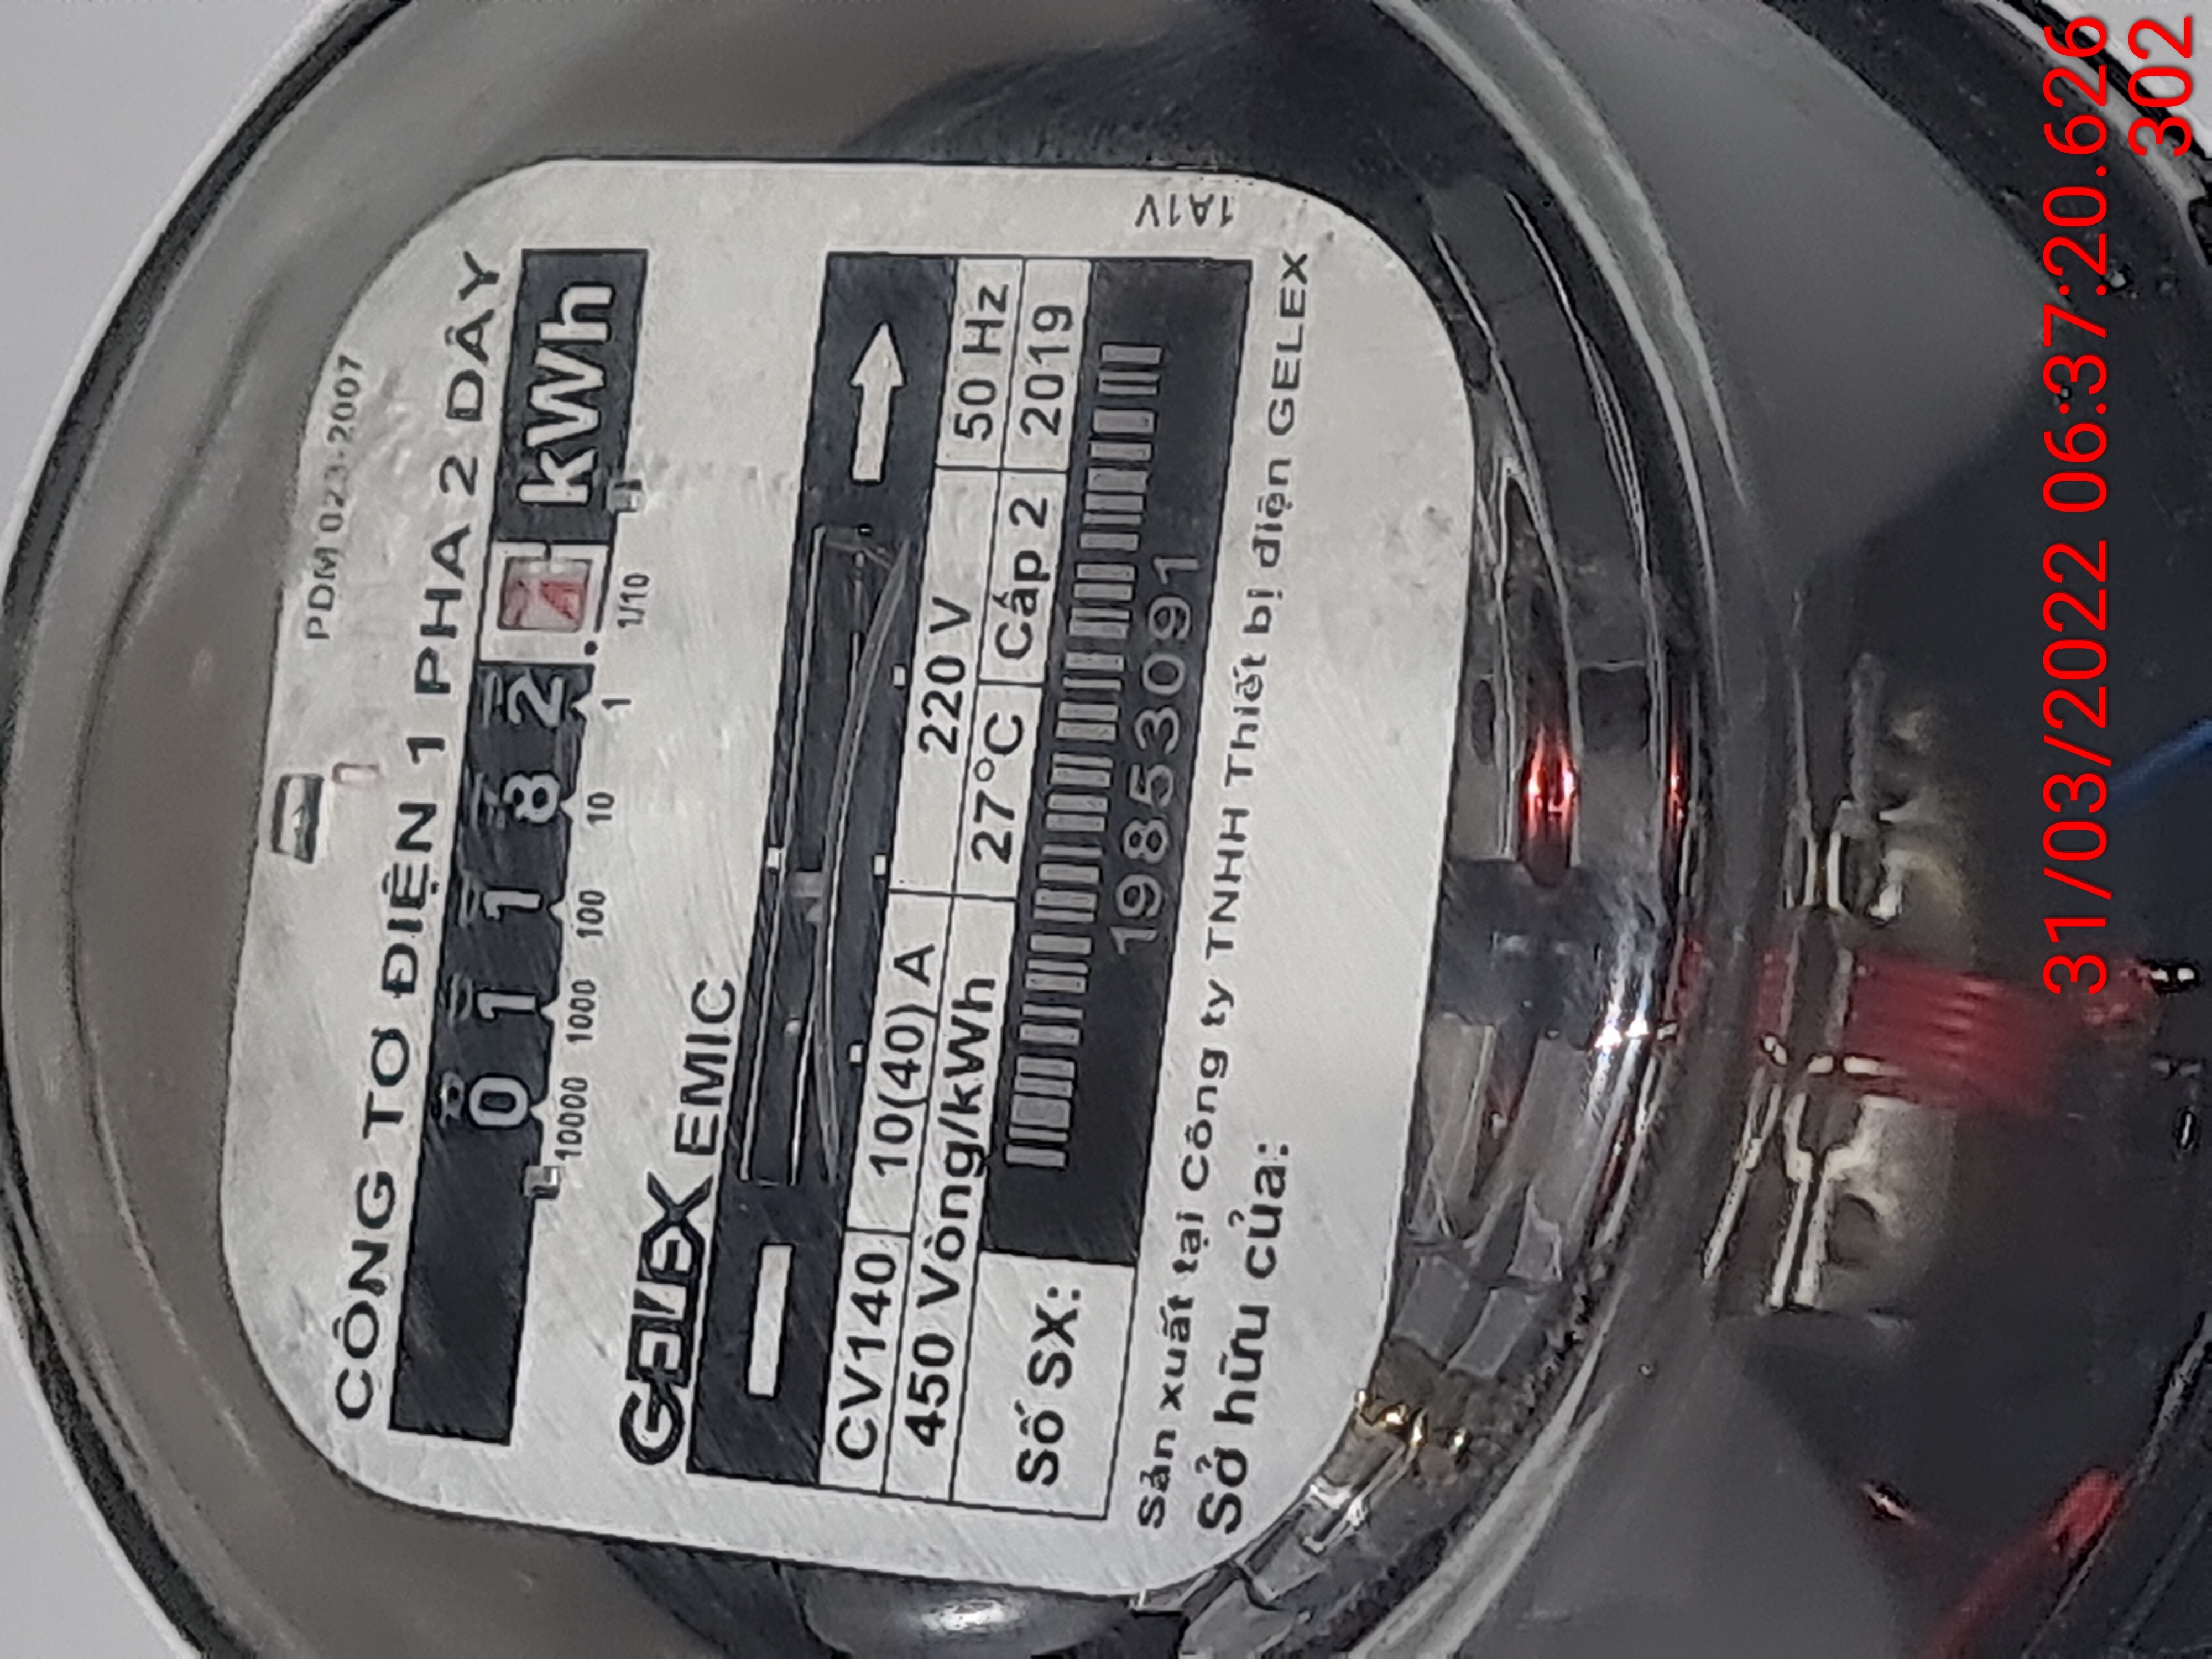 PDM 023-2007
CÔNG TƠ ĐIỆN 1 PHA 2 DÂY
0 1 1 8 2 kWh
10000 1000 100 10 1 1/10
GELEX EMIC
CV140 10(40) A 220 V 50 Hz
450 Vòng/kWh 27°C Cấp 2 2019
Số SX: 19853091
1A1V
Sản xuất tại Công ty TNHH Thiết bị điện GELEX
Sở hữu của:
31/03/2022 06:37:20.626
302